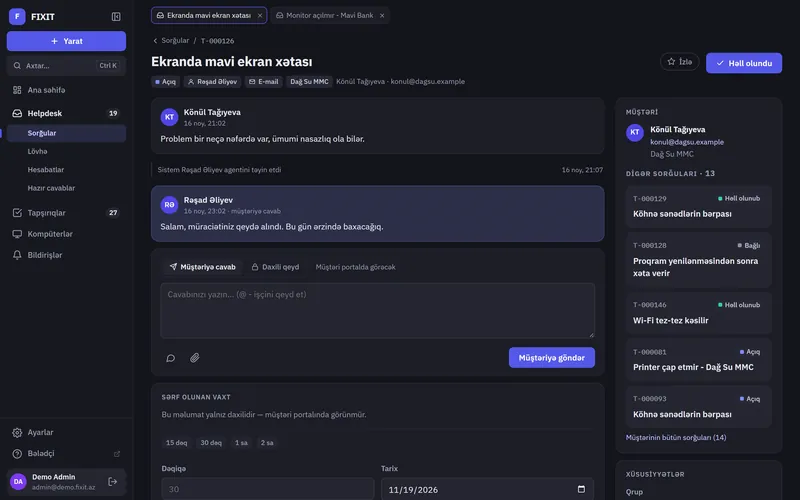 F FIXIT
+ Yarat
Axtar... Ctrl K
Ana səhifə
Helpdesk 19
Sorğular
Lövhə
Hesabatlar
Hazır cavablar
Tapşırıqlar 27
Kompüterlər
Bildirişlər
Ayarlar
Bələdçi
DA Demo Admin
admin@demo.fixit.az
Ekranda mavi ekran xətası ×
Monitor açılmır - Mavi Bank ×
Sorğular / T-000126
Ekranda mavi ekran xətası
Açıq Rəşad Əliyev E-mail Dağ Su MMC Könül Tağıyeva · konul@dagsu.example
İzlə
Həll olundu
KT Könül Tağıyeva
16 noy, 21:02
Problem bir neçə nəfərdə var, ümumi nasazlıq ola bilər.
Sistem Rəşad Əliyev agentini təyin etdi 16 noy, 21:07
RƏ Rəşad Əliyev
16 noy, 23:02 · müştəriyə cavab
Salam, müraciətiniz qeydə alındı. Bu gün ərzində baxacağıq.
Müştəriyə cavab Daxili qeyd Müştəri portalda görəcək
Cavabınızı yazın... (@ - işçini qeyd et)
Müştəriyə göndər
SƏRF OLUNAN VAXT
Bu məlumat yalnız daxilidir — müştəri portalında görünmür.
15 dəq 30 dəq 1 sa 2 sa
Dəqiqə Tarix
30 11/19/2026
MÜŞTƏRİ
KT Könül Tağıyeva
konul@dagsu.example
Dağ Su MMC
DİGƏR SORĞULARI · 13
T-000129 Həll olunub
Köhnə sənədlərin bərpası
T-000128 Bağlı
Proqram yenilənməsindən sonra
xəta verir
T-000146 Həll olunub
Wi-Fi tez-tez kəsilir
T-000081 Açıq
Printer çap etmir - Dağ Su MMC
T-000093 Açıq
Köhnə sənədlərin bərpası
Müştərinin bütün sorğuları (14)
XÜSUSİYYƏTLƏR
Qrup